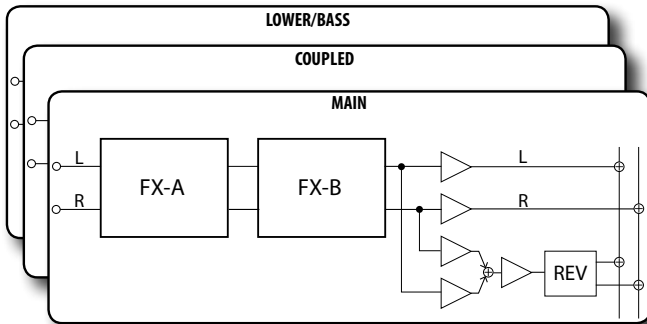 LOWER/BASS
COUPLED
MAIN
L
R
FX-A
FX-B
L
R
REV